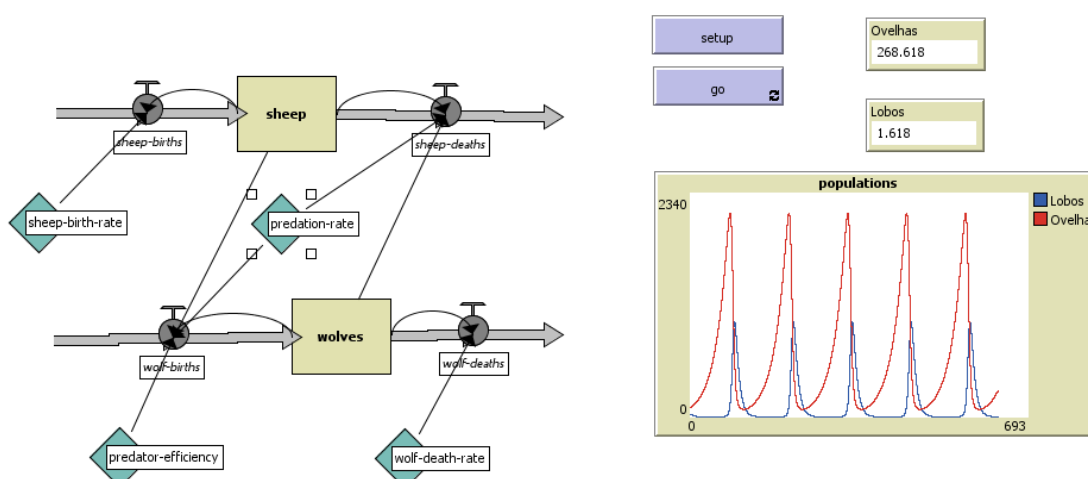 sheep
sheep-births
sheep-deaths
sheep-birth-rate
predation-rate
wolves
wolf-births
wolf-deaths
predator-efficiency
wolf-death-rate
setup
go
Ovelhas
268.618
Lobos
1.618
populations
2340
0
0
693
Lobos
Ovelha